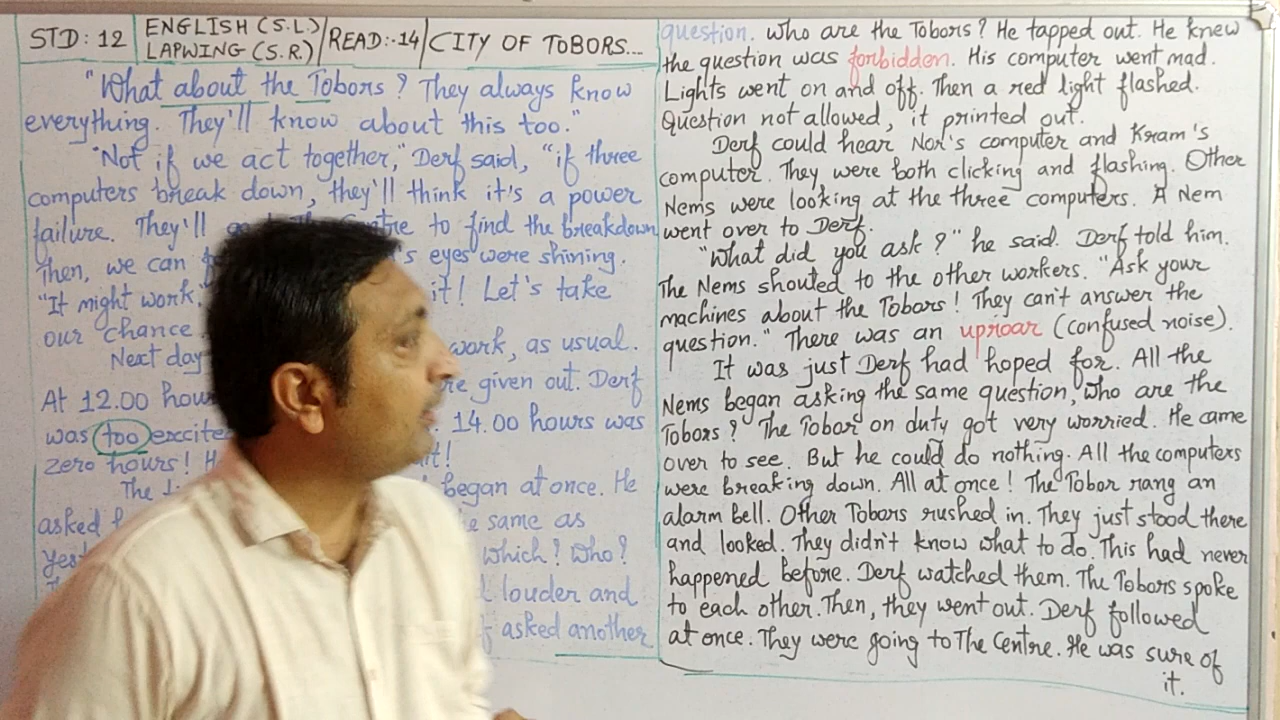 STD: 12
ENGLISH (S.L.)
LAPWING (S.R.)
READ:-14
CITY OF TOBORS...
"What about the Tobors? They always know
everything. They'll know about this too."
"Not if we act together," Derf said, "if three
computers break down, they'll think it's a power
failure. They'll to find the breakdown
Then, we can eyes were shining.
"It might work, it! Let's take
our chance
Next day work, as usual.
At 12.00 given out. Derf
was too 14.00 hours was
zero hours!
The began at once. He
asked same as
which? Who?
louder and
asked another
question. Who are the Tobors? He tapped out. He knew
the question was forbidden. His computer went mad.
Lights went on and off. Then a red light flashed.
Question not allowed, it printed out.
Derf could hear Nor's computer and Kram's
computer. They were both clicking and flashing. Other
Nems were looking at the three computers. A Nem
went over to Derf.
"What did you ask?" he said. Derf told him.
The Nems shouted to the other workers. "Ask your
machines about the Tobors! They can't answer the
question." There was an uproar (confused noise).
It was just Derf had hoped for. All the
Nems began asking the same question, Who are the
Tobors? The Tobor on duty got very worried. He came
over to see. But he could do nothing. All the computers
were breaking down. All at once! The Tobor rang an
alarm bell. Other Tobors rushed in. They just stood there
and looked. They didn't know what to do. This had never
happened before. Derf watched them. The Tobors spoke
to each other. Then, they went out. Derf followed
at once. They were going to The Centre. He was sure of
it.